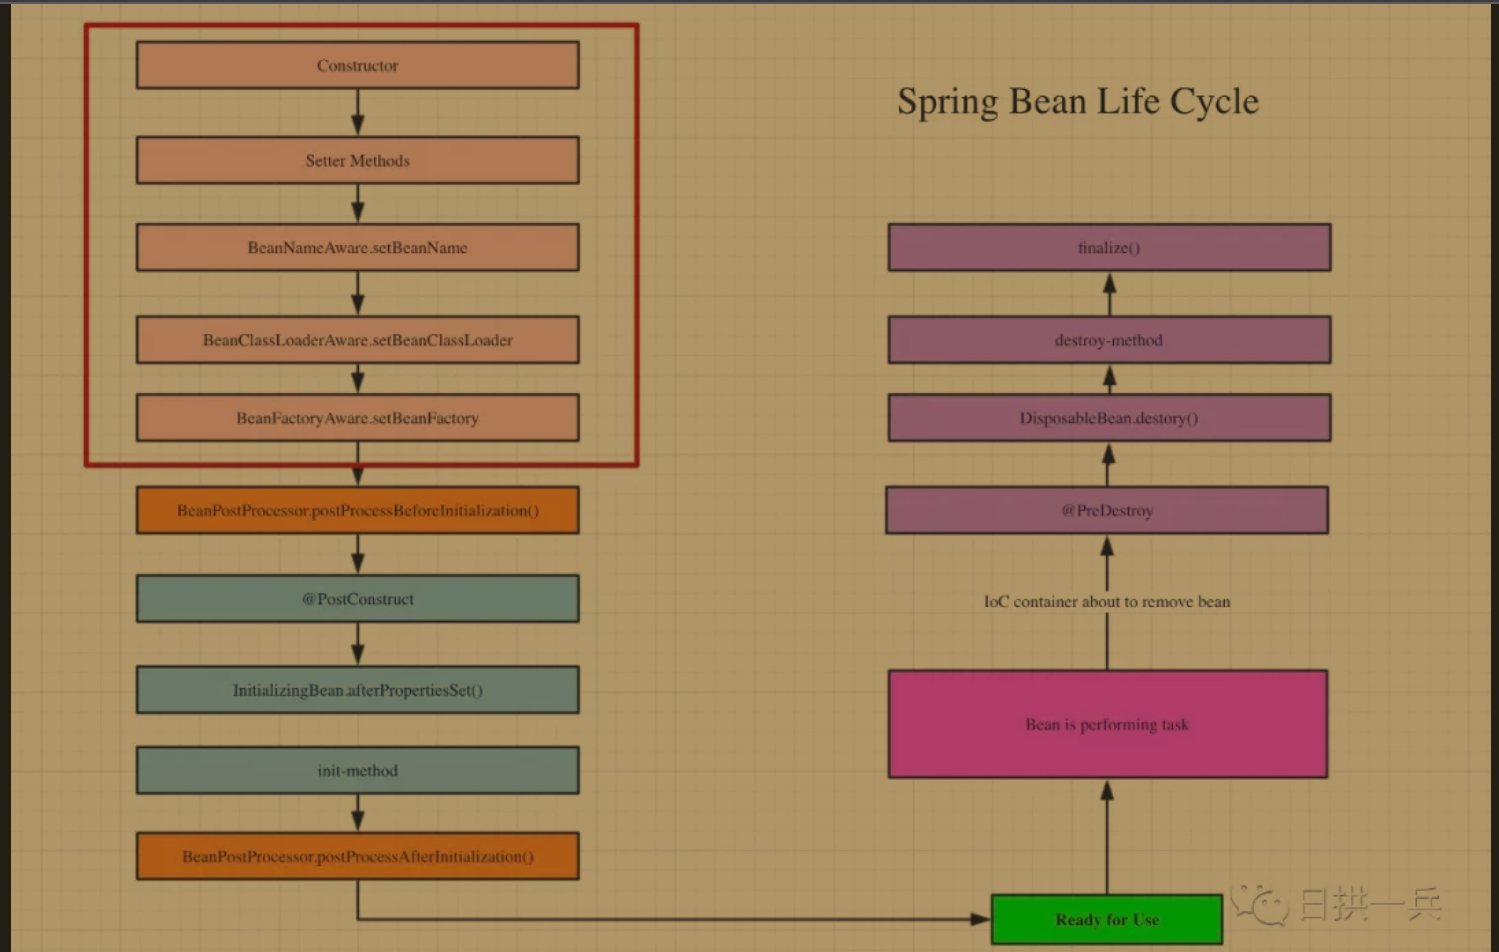 Spring Bean Life Cycle
Constructor
Setter Methods
BeanNameAware.setBeanName
BeanClassLoaderAware.setBeanClassLoader
BeanFactoryAware.setBeanFactory
BeanPostProcessor.postProcessBeforeInitialization()
@PostConstruct
InitializingBean.afterPropertiesSet()
init-method
BeanPostProcessor.postProcessAfterInitialization()
Ready for Use
Bean is performing task
IoC container about to remove bean
@PreDestroy
DisposableBean.destory()
destroy-method
finalize()
日拱一兵